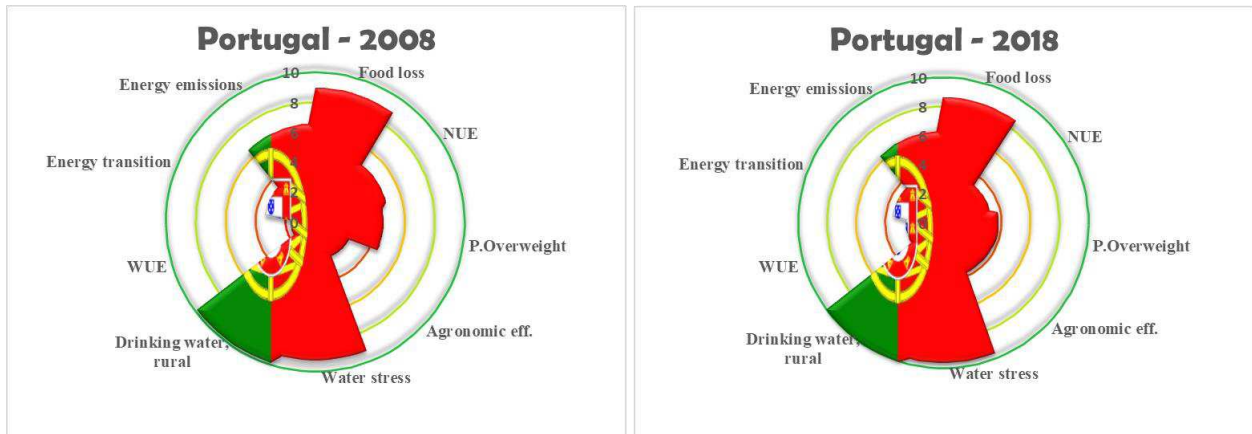 Portugal - 2008
10
Food loss
Energy emissions
8
NUE
6
Energy transition
4
2
0
P.Overweight
WUE
Agronomic eff.
Drinking water,
rural
Water stress
Portugal - 2018
10
Food loss
Energy emissions
8
NUE
6
Energy transition
4
2
0
P.Overweight
WUE
Agronomic eff.
Drinking water,
rural
Water stress